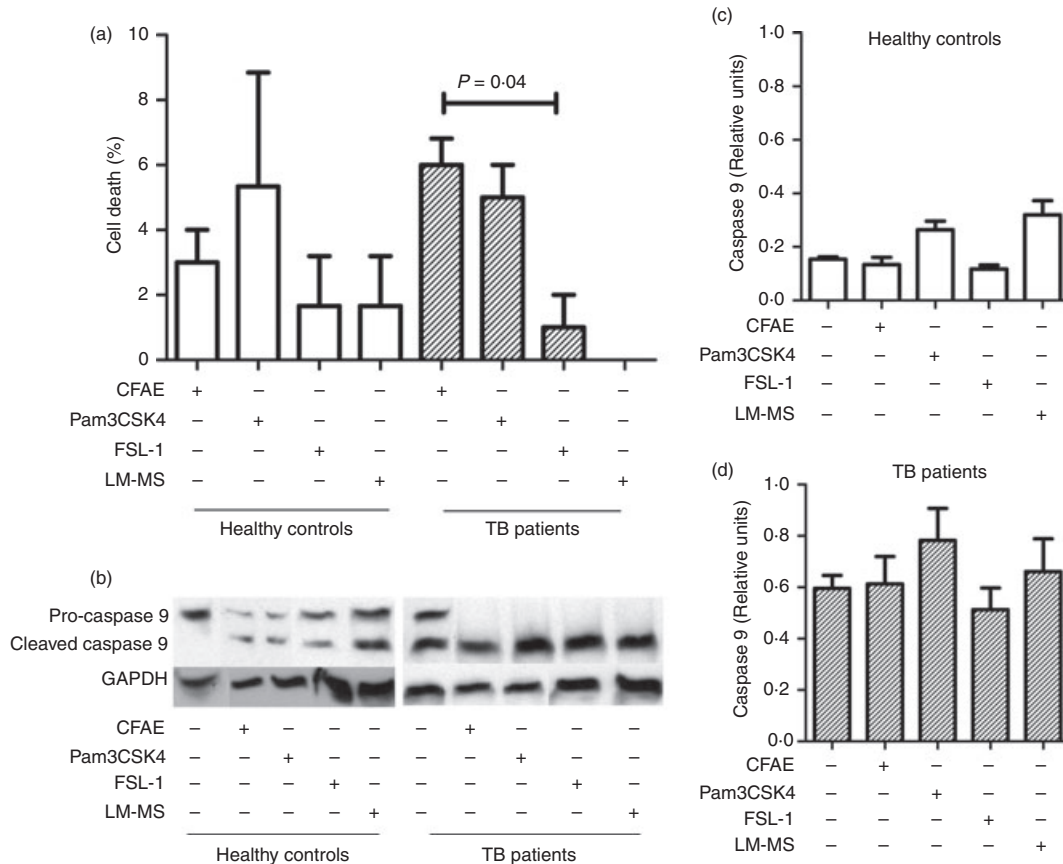 (a)
10
8
6
4
2
0
Cell death (%)
P = 0·04
CFAE + – – – + – – –
Pam3CSK4 – + – – – + – –
FSL-1 – – + – – – + –
LM-MS – – – + – – – +
Healthy controls TB patients
(b)
Pro-caspase 9
Cleaved caspase 9
GAPDH
CFAE – + – – – – + – – –
Pam3CSK4 – – + – – – – + – –
FSL-1 – – – + – – – – + –
LM-MS – – – – + – – – – +
Healthy controls TB patients
(c)
Healthy controls
1·0
0·8
0·6
0·4
0·2
0·0
Caspase 9 (Relative units)
CFAE – + – – –
Pam3CSK4 – – + – –
FSL-1 – – – + –
LM-MS – – – – +
(d)
TB patients
1·0
0·8
0·6
0·4
0·2
0·0
Caspase 9 (Relative units)
CFAE – + – – –
Pam3CSK4 – – + – –
FSL-1 – – – + –
LM-MS – – – – +